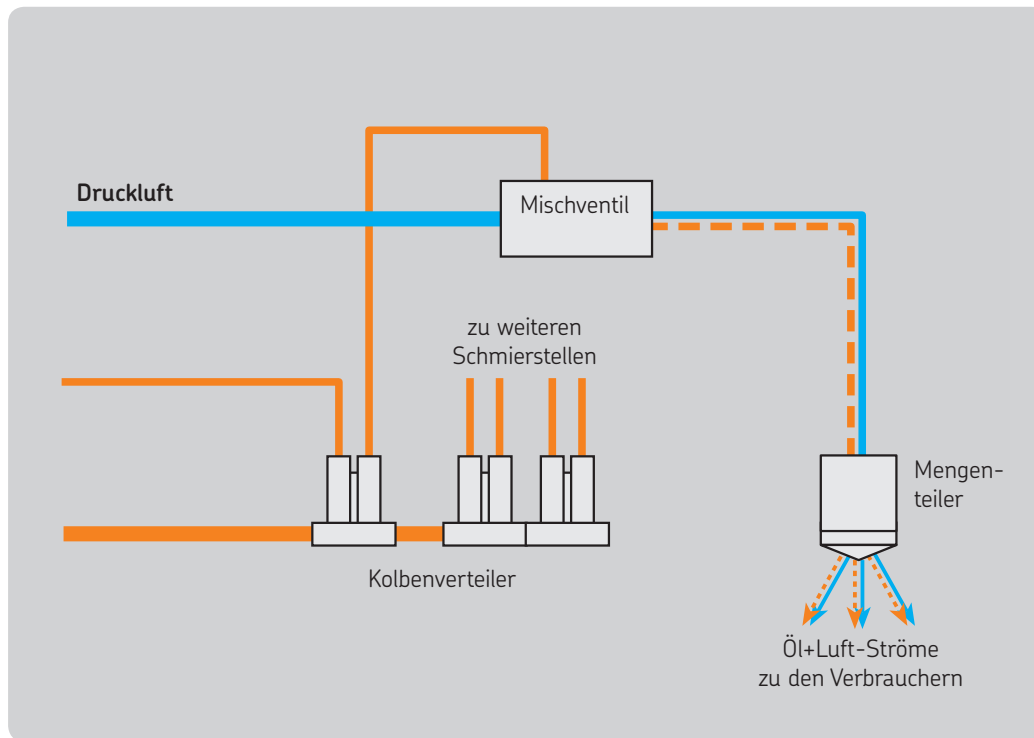 Druckluft
Mischventil
zu weiteren
Schmierstellen
Mengen-
teiler
Kolbenverteiler
Öl+Luft-Ströme
zu den Verbrauchern